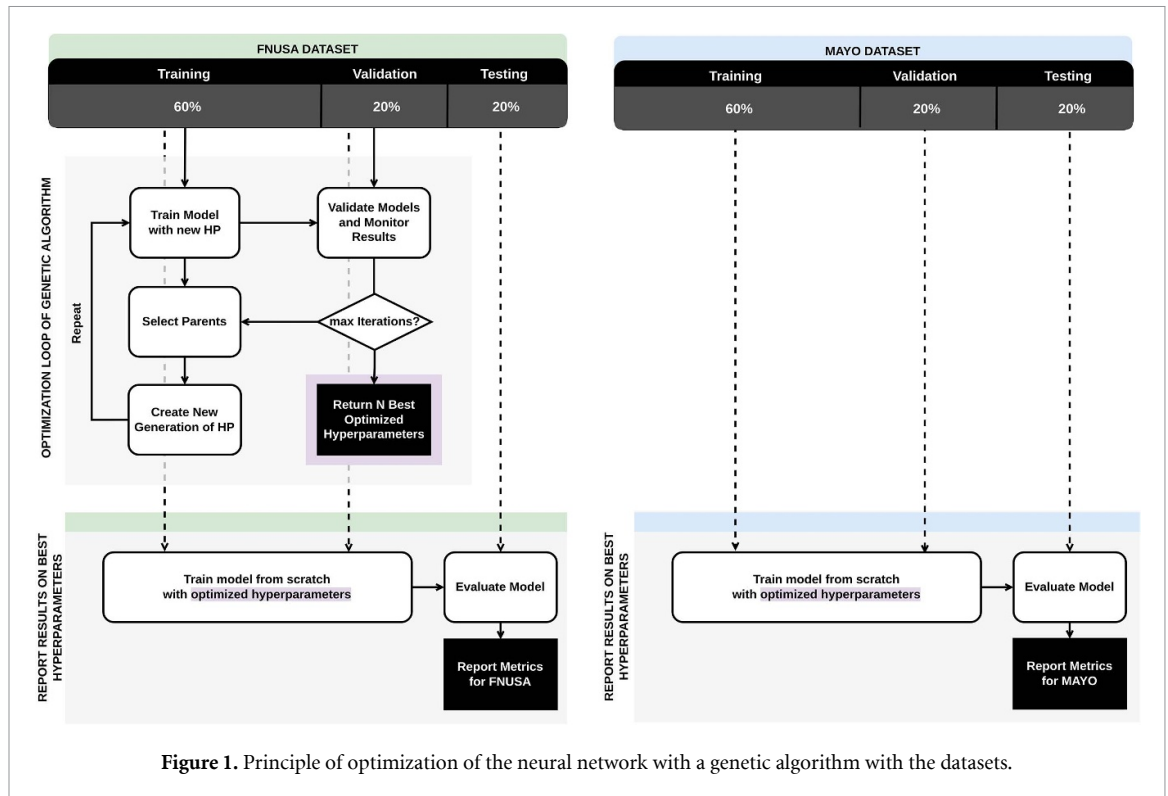 FNUSA DATASET
Training Validation Testing
60% 20% 20%
OPTIMIZATION LOOP OF GENETIC ALGORITHM
Repeat
Train Model
with new HP
Validate Models
and Monitor
Results
Select Parents
max Iterations?
Create New
Generation of HP
Return N Best
Optimized
Hyperparameters
REPORT RESULTS ON BEST
HYPERPARAMETERS
Train model from scratch
with optimized hyperparameters
Evaluate Model
Report Metrics
for FNUSA
MAYO DATASET
Training Validation Testing
60% 20% 20%
REPORT RESULTS ON BEST
HYPERPARAMETERS
Train model from scratch
with optimized hyperparameters
Evaluate Model
Report Metrics
for MAYO
Figure 1. Principle of optimization of the neural network with a genetic algorithm with the datasets.